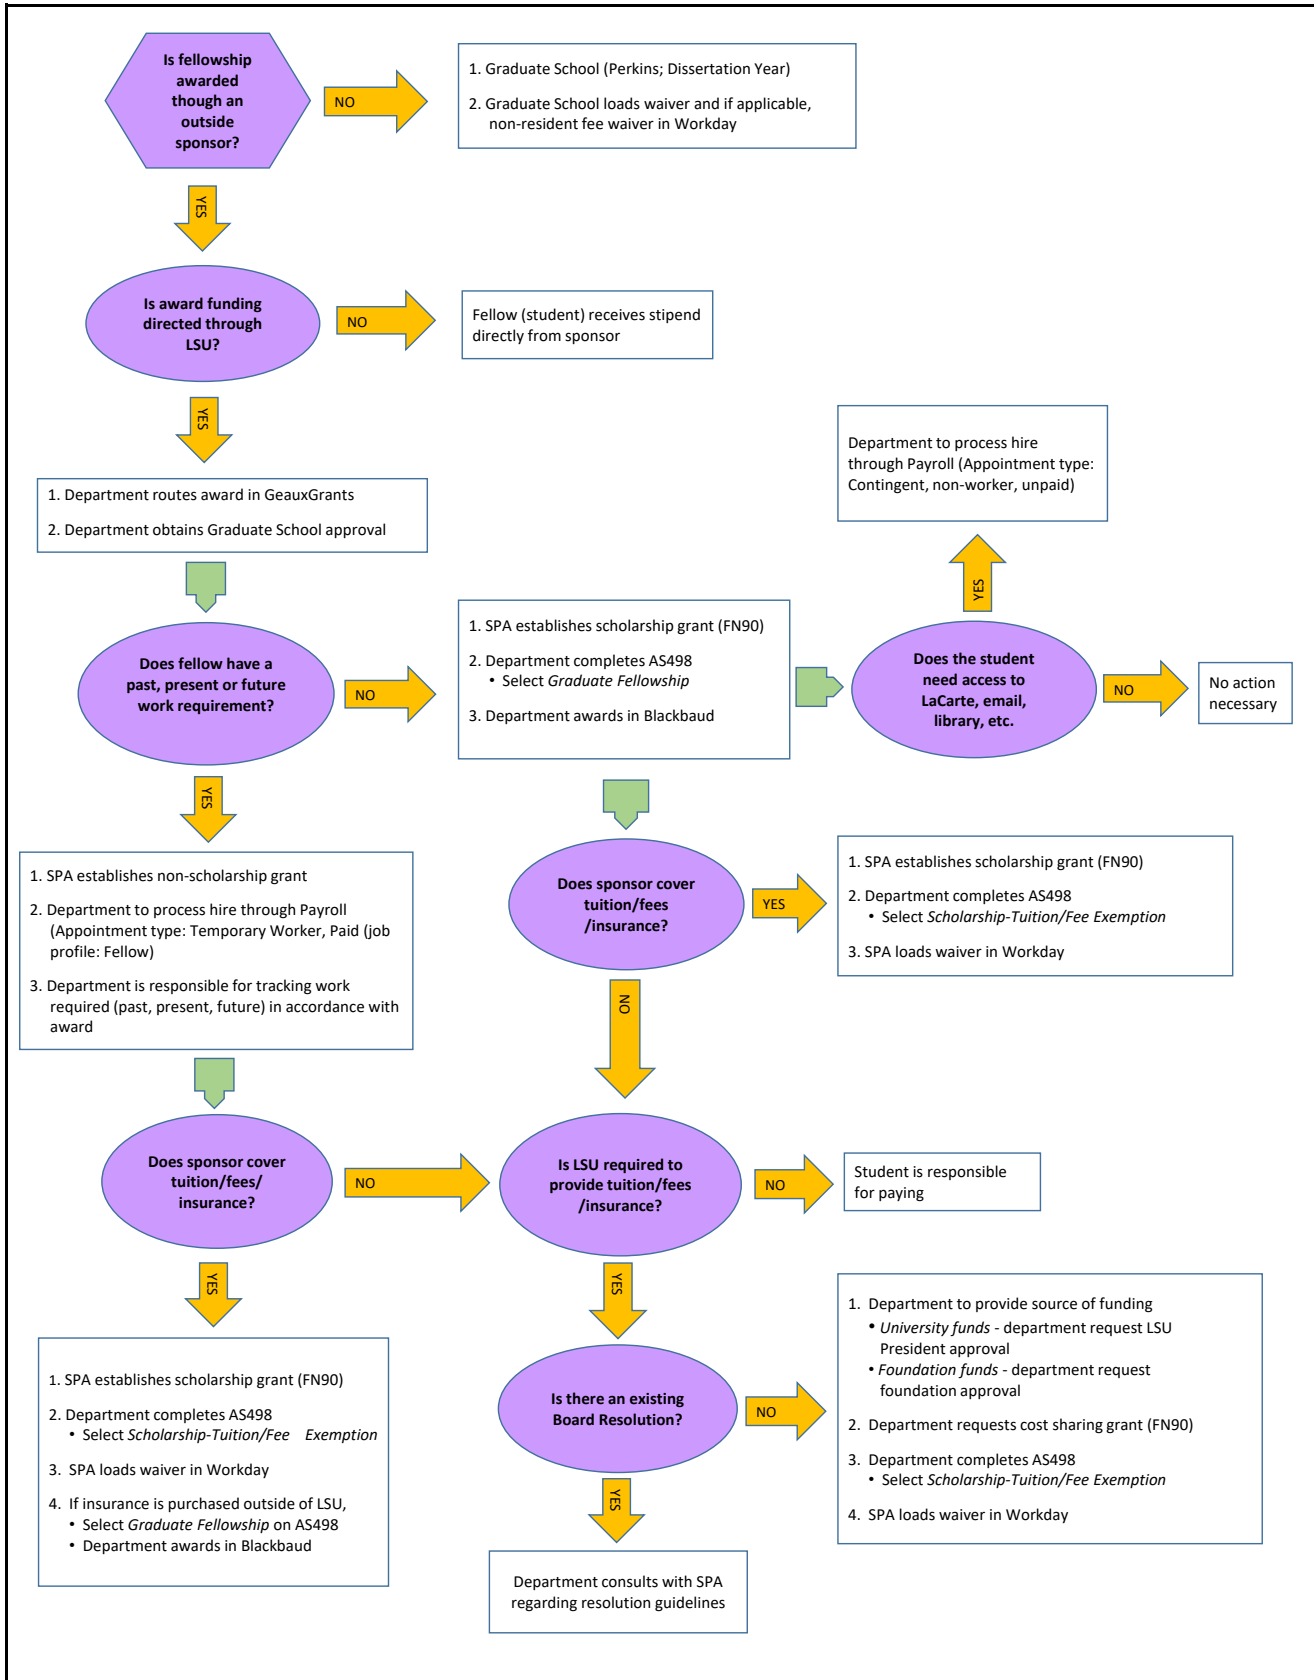 Is fellowship
awarded
though an
outside
sponsor?
NO
1. Graduate School (Perkins; Dissertation Year)
2. Graduate School loads waiver and if applicable,
non-resident fee waiver in Workday
YES
Is award funding
directed through
LSU?
NO
Fellow (student) receives stipend
directly from sponsor
YES
1. Department routes award in GeauxGrants
2. Department obtains Graduate School approval
Department to process hire
through Payroll (Appointment type:
Contingent, non-worker, unpaid)
YES
Does fellow have a
past, present or future
work requirement?
NO
1. SPA establishes scholarship grant (FN90)
2. Department completes AS498
• Select Graduate Fellowship
3. Department awards in Blackbaud
Does the student
need access to
LaCarte, email,
library, etc.
NO
No action
necessary
YES
1. SPA establishes non-scholarship grant
2. Department to process hire through Payroll
(Appointment type: Temporary Worker, Paid (job
profile: Fellow)
3. Department is responsible for tracking work
required (past, present, future) in accordance with
award
Does sponsor cover
tuition/fees
/insurance?
YES
1. SPA establishes scholarship grant (FN90)
2. Department completes AS498
• Select Scholarship-Tuition/Fee Exemption
3. SPA loads waiver in Workday
NO
Does sponsor cover
tuition/fees/
insurance?
NO
Is LSU required to
provide tuition/fees
/insurance?
NO
Student is responsible
for paying
YES
1. SPA establishes scholarship grant (FN90)
2. Department completes AS498
• Select Scholarship-Tuition/Fee Exemption
3. SPA loads waiver in Workday
4. If insurance is purchased outside of LSU,
• Select Graduate Fellowship on AS498
• Department awards in Blackbaud
YES
Is there an existing
Board Resolution?
NO
1. Department to provide source of funding
• University funds - department request LSU
President approval
• Foundation funds - department request
foundation approval
2. Department requests cost sharing grant (FN90)
3. Department completes AS498
• Select Scholarship-Tuition/Fee Exemption
4. SPA loads waiver in Workday
YES
Department consults with SPA
regarding resolution guidelines